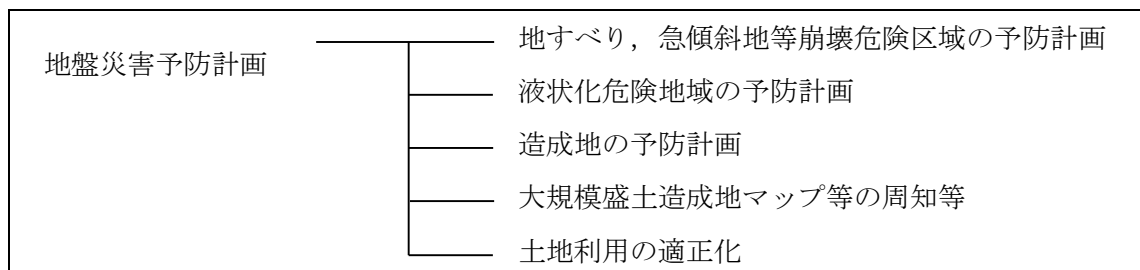 地盤災害予防計画
地すべり，急傾斜地等崩壊危険区域の予防計画
液状化危険地域の予防計画
造成地の予防計画
大規模盛土造成地マップ等の周知等
土地利用の適正化